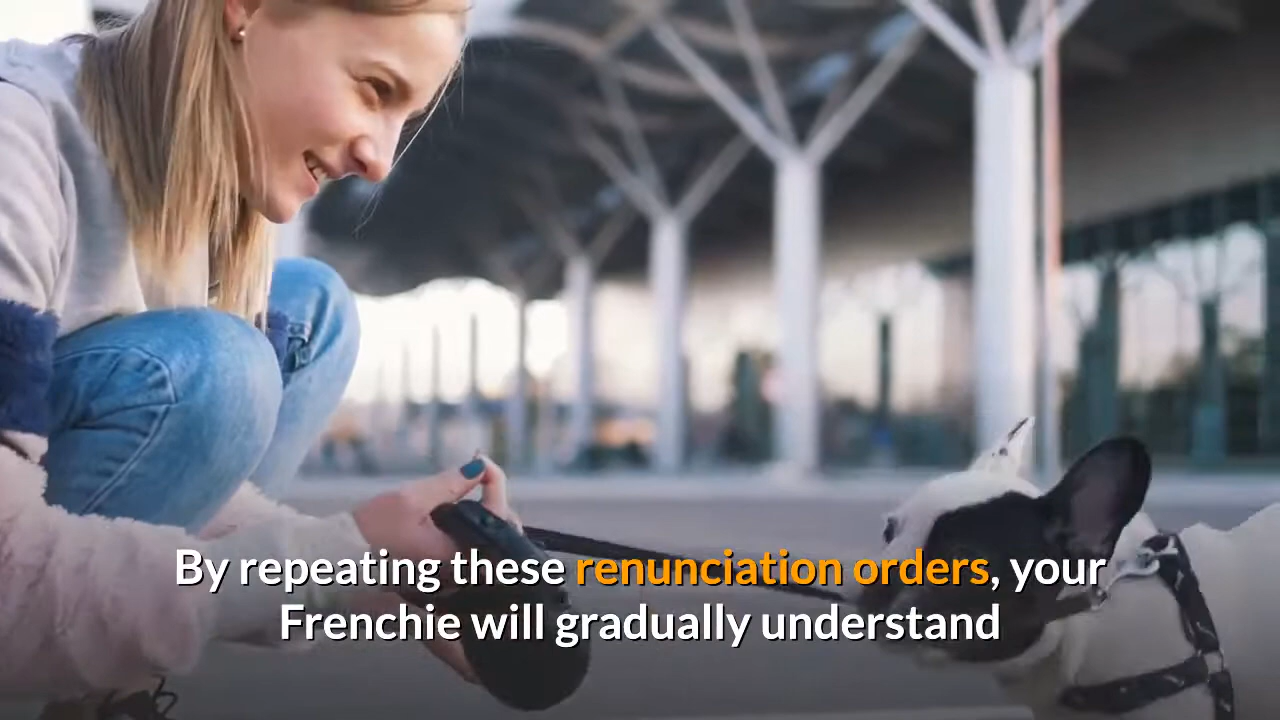 By repeating these renunciation orders, your
Frenchie will gradually understand